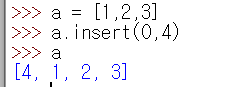 >>> a = [1,2,3]
>>> a.insert(0,4)
>>> a
[4, 1, 2, 3]